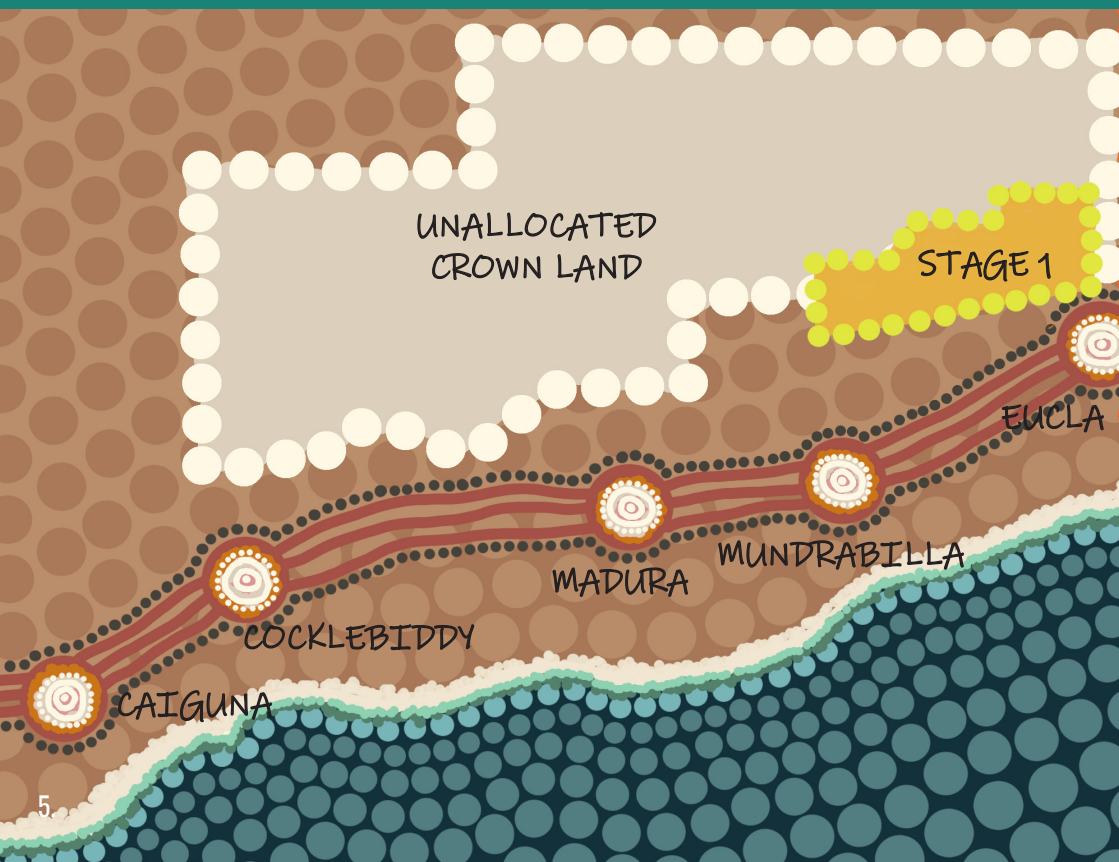 UNALLOCATED
CROWN LAND
STAGE 1
EUCLA
MUNDRABILLA
MADURA
COCKLEBIDDY
CAIGUNA
5.